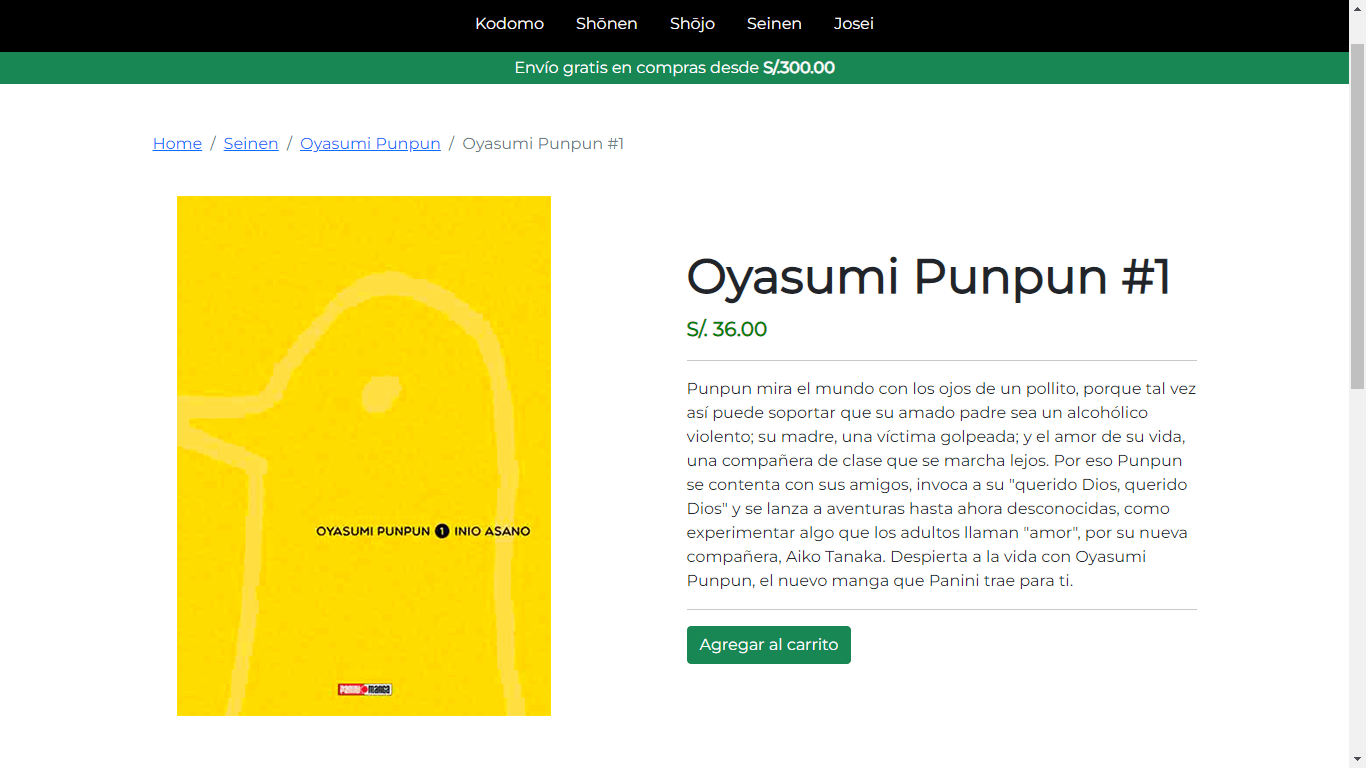 Kodomo Shōnen Shōjo Seinen Josei
Envío gratis en compras desde S/.300.00
Home / Seinen / Oyasumi Punpun / Oyasumi Punpun #1
OYASUMI PUNPUN 1 INIO ASANO
PANINI MANGA
Oyasumi Punpun #1
S/. 36.00
Punpun mira el mundo con los ojos de un pollito, porque tal vez
así puede soportar que su amado padre sea un alcohólico
violento; su madre, una víctima golpeada; y el amor de su vida,
una compañera de clase que se marcha lejos. Por eso Punpun
se contenta con sus amigos, invoca a su "querido Dios, querido
Dios" y se lanza a aventuras hasta ahora desconocidas, como
experimentar algo que los adultos llaman "amor", por su nueva
compañera, Aiko Tanaka. Despierta a la vida con Oyasumi
Punpun, el nuevo manga que Panini trae para ti.
Agregar al carrito